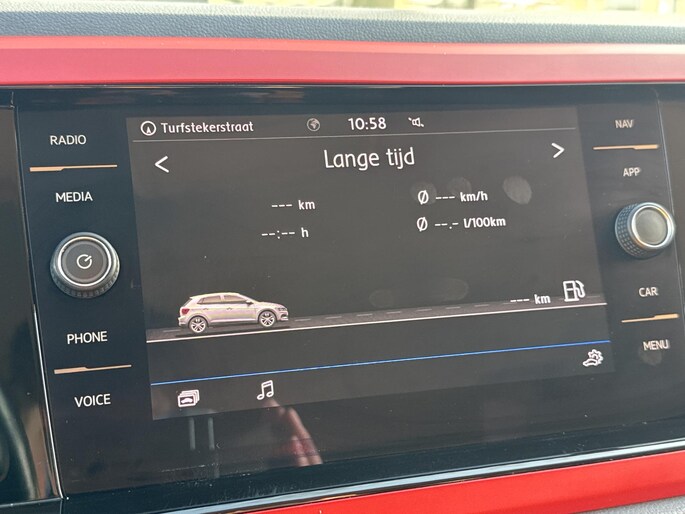 RADIO
MEDIA
PHONE
VOICE
Turfstekerstraat 10:58
Lange tijd
--- km Ø --- km/h
--:-- h Ø --.- l/100km
--- km
NAV
APP
CAR
MENU